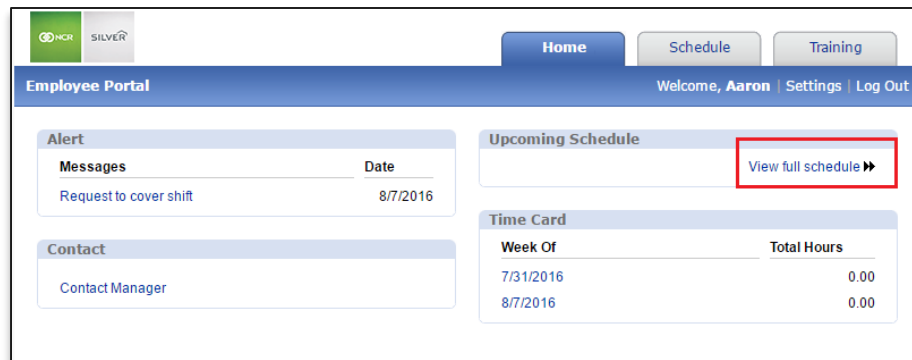 NCR SILVER
Home Schedule Training
Employee Portal
Welcome, Aaron | Settings | Log Out
Alert
Messages Date
Request to cover shift 8/7/2016
Contact
Contact Manager
Upcoming Schedule
View full schedule
Time Card
Week Of Total Hours
7/31/2016 0.00
8/7/2016 0.00